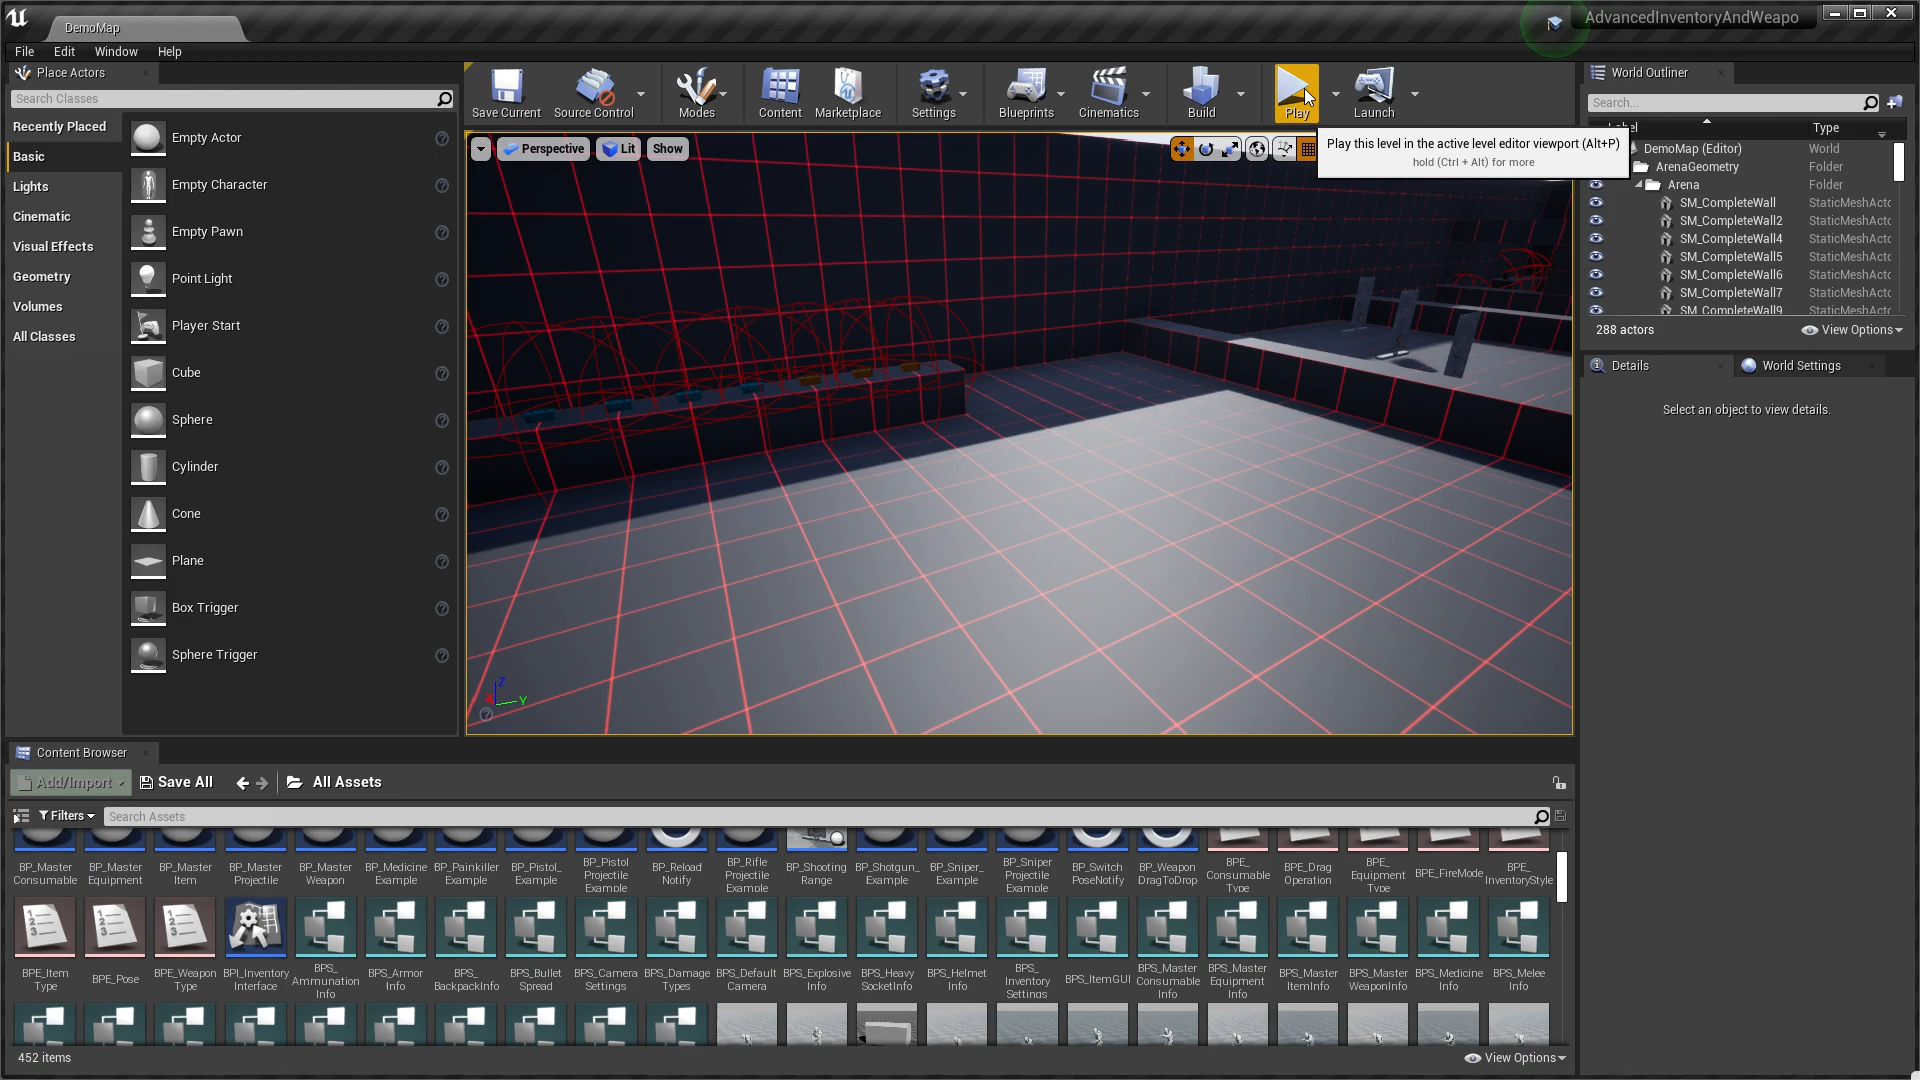 DemoMap
AdvancedInventoryAndWeapo
File Edit Window Help
Place Actors
Search Classes
Recently Placed
Basic
Lights
Cinematic
Visual Effects
Geometry
Volumes
All Classes
Empty Actor
Empty Character
Empty Pawn
Point Light
Player Start
Cube
Sphere
Cylinder
Cone
Plane
Box Trigger
Sphere Trigger
Save Current
Source Control
Modes
Content
Marketplace
Settings
Blueprints
Cinematics
Build
Play
Launch
Perspective
Lit
Show
Play this level in the active level editor viewport (Alt+P)
hold (Ctrl + Alt) for more
Z
Y
World Outliner
Search...
Type
DemoMap (Editor) World
ArenaGeometry Folder
Arena Folder
SM_CompleteWall StaticMeshActo
SM_CompleteWall2 StaticMeshActo
SM_CompleteWall4 StaticMeshActo
SM_CompleteWall5 StaticMeshActo
SM_CompleteWall6 StaticMeshActo
SM_CompleteWall7 StaticMeshActo
SM_CompleteWall9 StaticMeshActo
288 actors
View Options
Details
World Settings
Select an object to view details.
Content Browser
Add/Import
Save All
All Assets
Filters
Search Assets
BP_Master Consumable
BP_Master Equipment
BP_Master Item
BP_Master Projectile
BP_Master Weapon
BP_Medicine Example
BP_Painkiller Example
BP_Pistol_ Example
BP_Pistol Projectile Example
BP_Reload Notify
BP_Rifle Projectile Example
BP_Shooting Range
BP_Shotgun_ Example
BP_Sniper_ Example
BP_Sniper Projectile Example
BP_Switch PoseNotify
BP_Weapon DragToDrop
BPE_ Consumable Type
BPE_Drag Operation
BPE_ Equipment Type
BPE_FireMode
BPE_ InventoryStyle
BPE_Item Type
BPE_Pose
BPE_Weapon Type
BPI_Inventory Interface
BPS_ Ammunation Info
BPS_Armor Info
BPS_ BackpackInfo
BPS_Bullet Spread
BPS_Camera Settings
BPS_Damage Types
BPS_Default Camera
BPS_Explosive Info
BPS_Heavy SocketInfo
BPS_Helmet Info
BPS_ Inventory Settings
BPS_ItemGUI
BPS_Master Consumable Info
BPS_Master Equipment Info
BPS_Master ItemInfo
BPS_Master WeaponInfo
BPS_Medicine Info
BPS_Melee Info
452 items
View Options